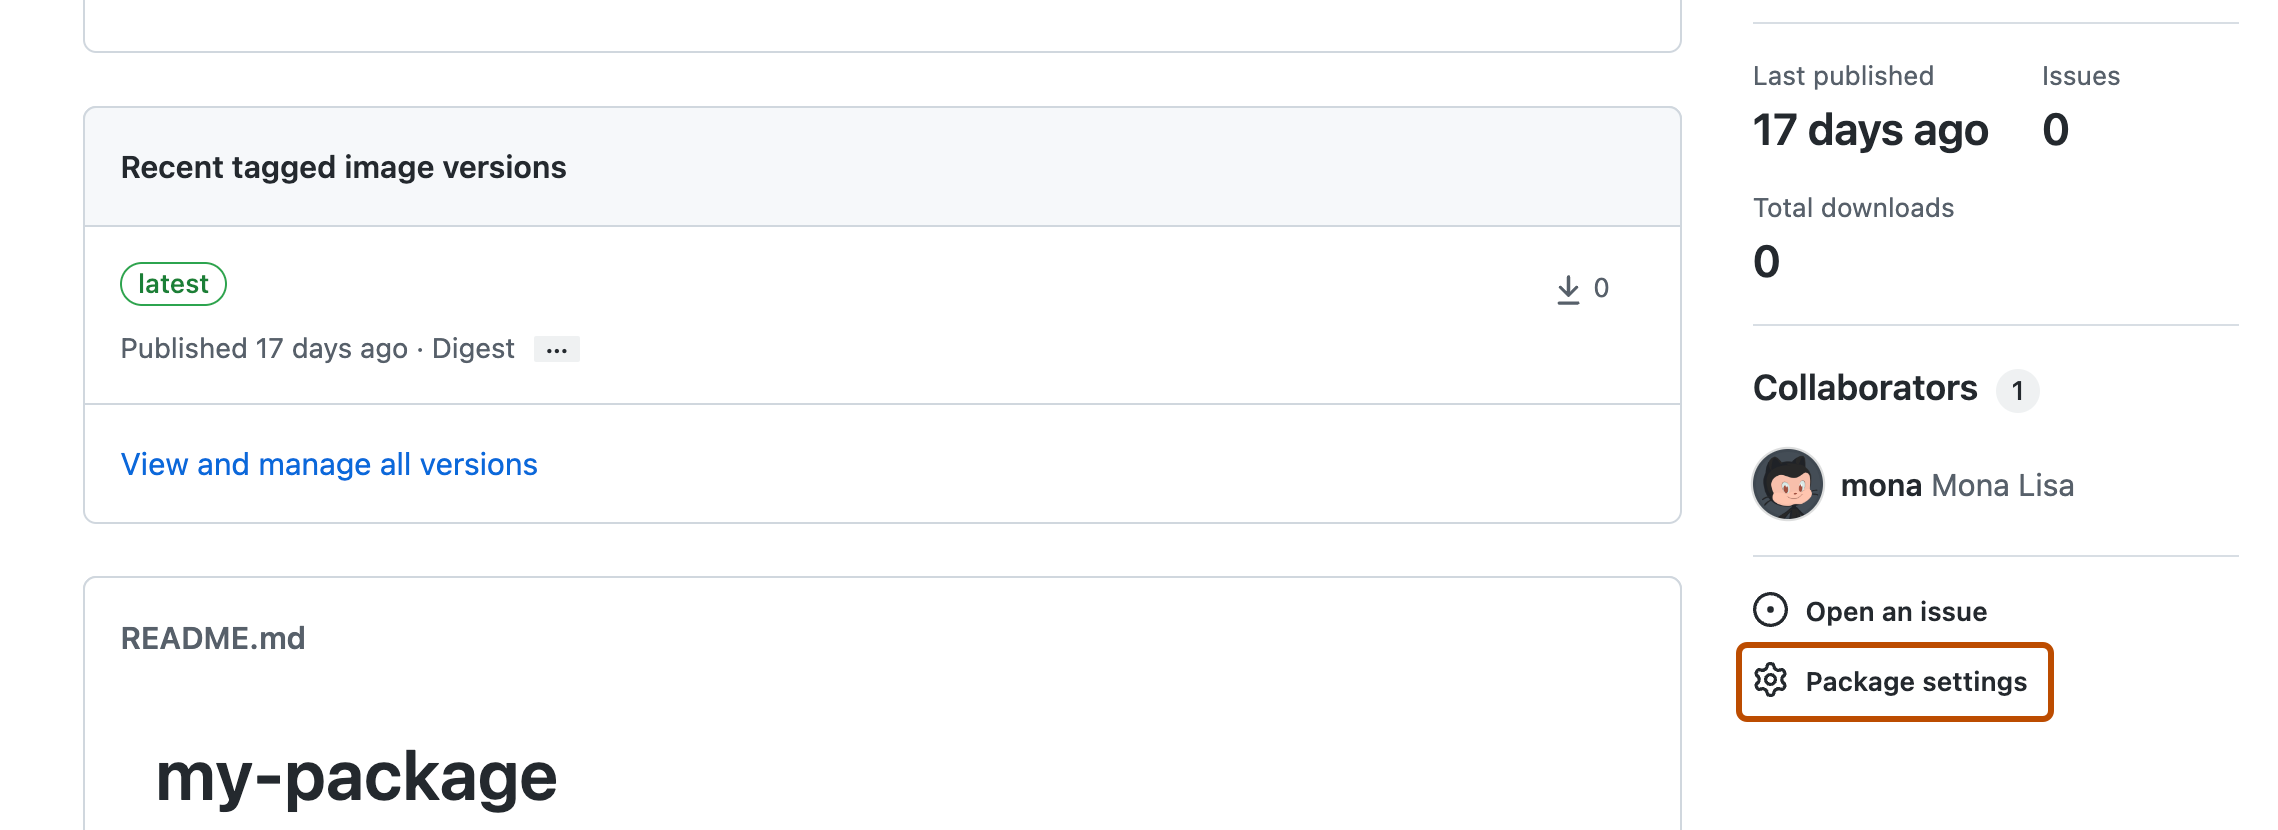 Recent tagged image versions
latest
0
Published 17 days ago · Digest ...
View and manage all versions
README.md
my-package
Last published Issues
17 days ago 0
Total downloads
0
Collaborators 1
mona Mona Lisa
Open an issue
Package settings